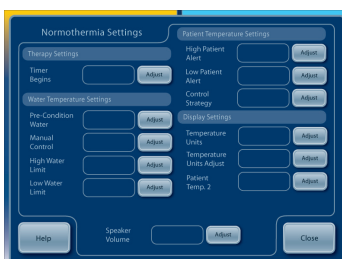 Normothermia Settings
Therapy Settings
Timer
Begins
Adjust
Water Temperature Settings
Pre-Condition
Water
Adjust
Manual
Control
Adjust
High Water
Limit
Adjust
Low Water
Limit
Adjust
Patient Temperature Settings
High Patient
Alert
Adjust
Low Patient
Alert
Adjust
Control
Strategy
Adjust
Display Settings
Temperature
Units
Adjust
Temperature
Units Adjust
Adjust
Patient
Temp. 2
Adjust
Help
Speaker
Volume
Adjust
Close